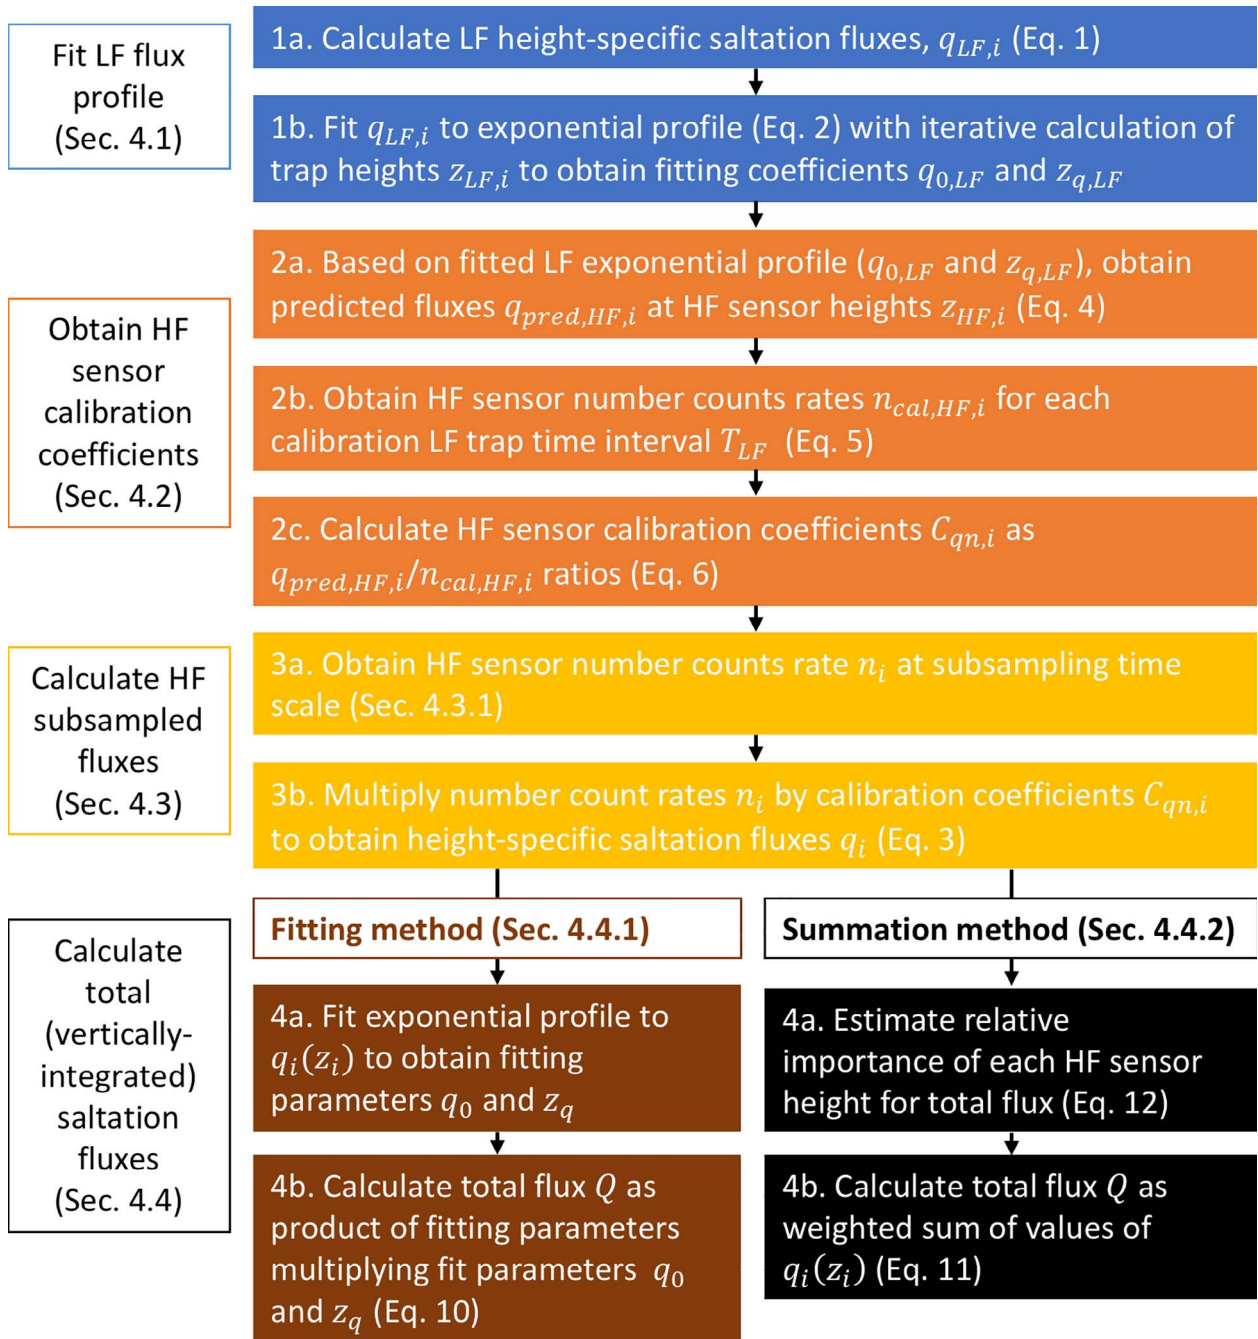 Fit LF flux
profile
(Sec. 4.1)
1a. Calculate LF height-specific saltation fluxes, q_{LF,i} (Eq. 1)
1b. Fit q_{LF,i} to exponential profile (Eq. 2) with iterative calculation of
trap heights z_{LF,i} to obtain fitting coefficients q_{0,LF} and z_{q,LF}
Obtain HF
sensor
calibration
coefficients
(Sec. 4.2)
2a. Based on fitted LF exponential profile (q_{0,LF} and z_{q,LF}), obtain
predicted fluxes q_{pred,HF,i} at HF sensor heights z_{HF,i} (Eq. 4)
2b. Obtain HF sensor number counts rates n_{cal,HF,i} for each
calibration LF trap time interval T_{LF} (Eq. 5)
2c. Calculate HF sensor calibration coefficients C_{qn,i} as
q_{pred,HF,i}/n_{cal,HF,i} ratios (Eq. 6)
Calculate HF
subsampled
fluxes
(Sec. 4.3)
3a. Obtain HF sensor number counts rate n_i at subsampling time
scale (Sec. 4.3.1)
3b. Multiply number count rates n_i by calibration coefficients C_{qn,i}
to obtain height-specific saltation fluxes q_i (Eq. 3)
Calculate
total
(vertically-
integrated)
saltation
fluxes
(Sec. 4.4)
Fitting method (Sec. 4.4.1)
4a. Fit exponential profile to
q_i(z_i) to obtain fitting
parameters q_0 and z_q
4b. Calculate total flux Q as
product of fitting parameters
multiplying fit parameters q_0
and z_q (Eq. 10)
Summation method (Sec. 4.4.2)
4a. Estimate relative
importance of each HF sensor
height for total flux (Eq. 12)
4b. Calculate total flux Q as
weighted sum of values of
q_i(z_i) (Eq. 11)